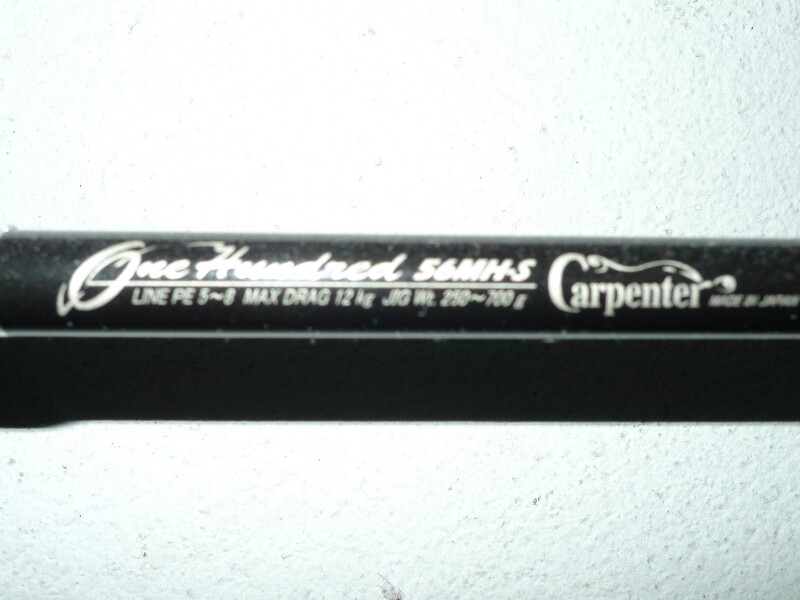 One Hundred 56MH-S
LINE PE 5~8 MAX DRAG 12 kg JIG Wt. 250~700 g
Carpenter
MADE IN JAPAN